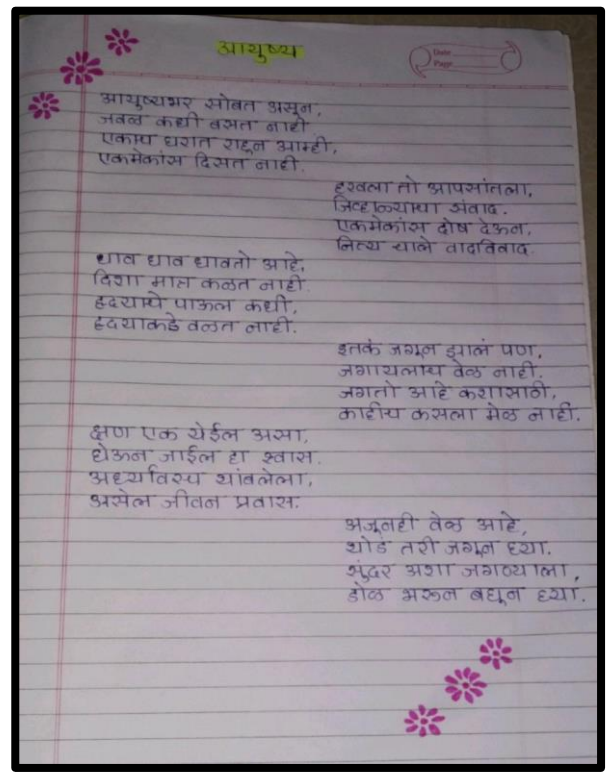 आयुष्य
Date
Page
आयुष्यभर सोबत असून,
जवळ कधी बसत नाही
एकाच घरात राहून आम्ही,
एकमेकांस दिसत नाही.
हरवला तो आपसांतला,
जिव्हाळ्याचा संवाद.
एकमेकांस दोष देऊन,
नित्य चाले वादविवाद.
धाव धाव धावतो आहे,
दिशा मात्र कळत नाही.
हृदयाचे पाऊल कधी,
हृदयाकडे वळत नाही.
इतकं जगून झालं पण,
जगायलाच वेळ नाही.
जगतो आहे कशासाठी,
काहीच कसला मेळ नाही.
क्षण एक येईल असा,
घेऊन जाईल हा श्वास.
अर्ध्यावरच थांबलेला,
असेल जीवन प्रवास.
अजूनही वेळ आहे,
थोडं तरी जगून घ्या.
सुंदर अशा जगण्याला,
डोळे भरून बघून घ्या.